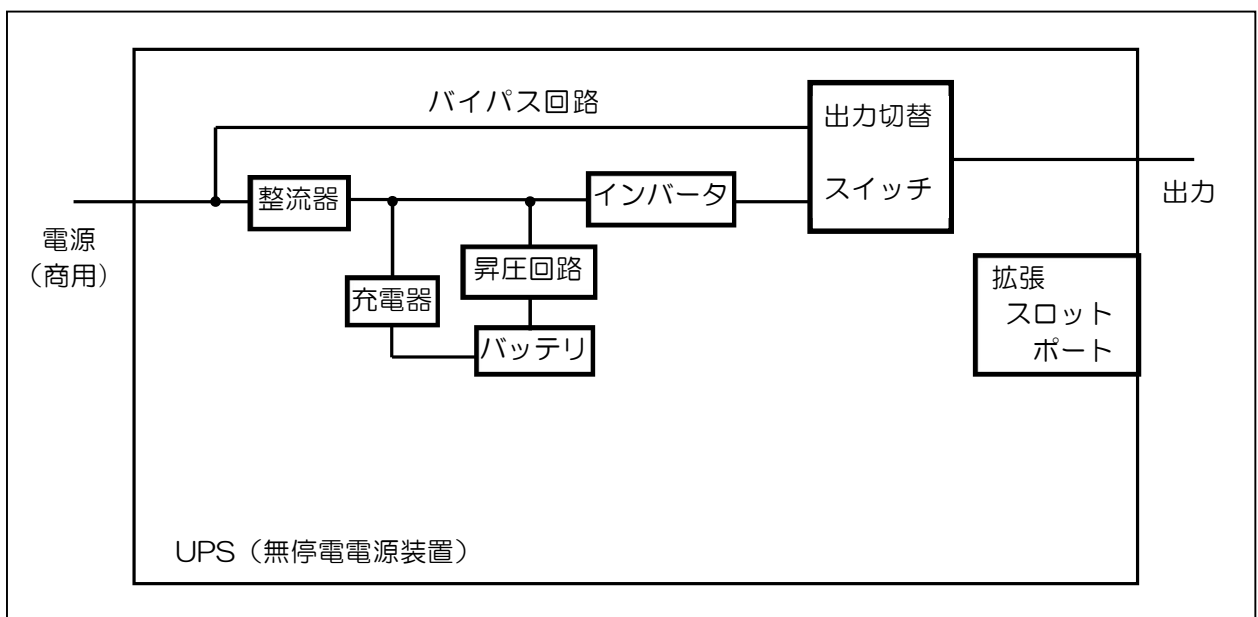 バイパス回路
出力切替
スイッチ
整流器
インバータ
出力
電源
(商用)
昇圧回路
充電器
バッテリ
拡張
スロット
ポート
UPS(無停電電源装置)